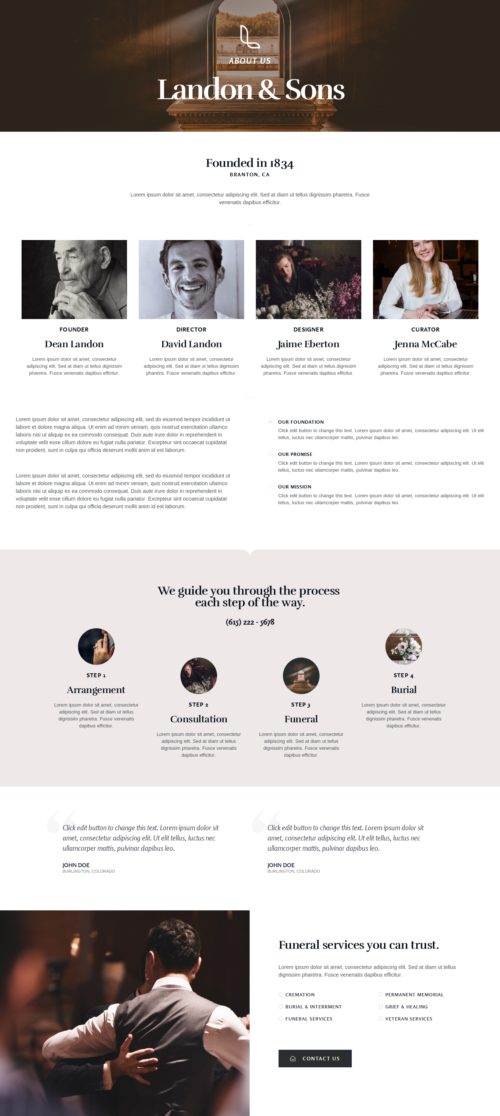 ABOUT US
Landon & Sons
Founded in 1834
BRANTON, CA
Lorem ipsum dolor sit amet, consectetur adipiscing elit. Sed at diam ut tellus dignissim pharetra. Fusce
venenatis dapibus efficitur.
FOUNDER
Dean Landon
Lorem ipsum dolor sit amet, consectetur
adipiscing elit. Sed at diam ut tellus dignissim
pharetra. Fusce venenatis dapibus efficitur.
DIRECTOR
David Landon
Lorem ipsum dolor sit amet, consectetur
adipiscing elit. Sed at diam ut tellus dignissim
pharetra. Fusce venenatis dapibus efficitur.
DESIGNER
Jaime Eberton
Lorem ipsum dolor sit amet, consectetur
adipiscing elit. Sed at diam ut tellus dignissim
pharetra. Fusce venenatis dapibus efficitur.
CURATOR
Jenna McCabe
Lorem ipsum dolor sit amet, consectetur
adipiscing elit. Sed at diam ut tellus dignissim
pharetra. Fusce venenatis dapibus efficitur.
Lorem ipsum dolor sit amet, consectetur adipiscing elit, sed do eiusmod tempor incididunt ut
labore et dolore magna aliqua. Ut enim ad minim veniam, quis nostrud exercitation ullamco
laboris nisi ut aliquip ex ea commodo consequat. Duis aute irure dolor in reprehenderit in
voluptate velit esse cillum dolore eu fugiat nulla pariatur. Excepteur sint occaecat cupidatat
non proident, sunt in culpa qui officia deserunt mollit anim id est laborum.
Lorem ipsum dolor sit amet, consectetur adipiscing elit, sed do eiusmod tempor incididunt ut
labore et dolore magna aliqua. Ut enim ad minim veniam, quis nostrud exercitation ullamco
laboris nisi ut aliquip ex ea commodo consequat. Duis aute irure dolor in reprehenderit in
voluptate velit esse cillum dolore eu fugiat nulla pariatur. Excepteur sint occaecat cupidatat
non proident, sunt in culpa qui officia deserunt mollit anim id est laborum.
OUR FOUNDATION
Click edit button to change this text. Lorem ipsum dolor sit amet, consectetur adipiscing elit. Ut elit
tellus, luctus nec ullamcorper mattis, pulvinar dapibus leo.
OUR PROMISE
Click edit button to change this text. Lorem ipsum dolor sit amet, consectetur adipiscing elit. Ut elit
tellus, luctus nec ullamcorper mattis, pulvinar dapibus leo.
OUR MISSION
Click edit button to change this text. Lorem ipsum dolor sit amet, consectetur adipiscing elit. Ut elit
tellus, luctus nec ullamcorper mattis, pulvinar dapibus leo.
We guide you through the process
each step of the way.
(615) 222 - 5678
STEP 1
Arrangement
Lorem ipsum dolor sit amet, consectetur
adipiscing elit. Sed at diam ut tellus
dignissim pharetra. Fusce venenatis
dapibus efficitur.
STEP 2
Consultation
Lorem ipsum dolor sit amet, consectetur
adipiscing elit. Sed at diam ut tellus
dignissim pharetra. Fusce venenatis
dapibus efficitur.
STEP 3
Funeral
Lorem ipsum dolor sit amet, consectetur
adipiscing elit. Sed at diam ut tellus
dignissim pharetra. Fusce venenatis
dapibus efficitur.
STEP 4
Burial
Lorem ipsum dolor sit amet, consectetur
adipiscing elit. Sed at diam ut tellus
dignissim pharetra. Fusce venenatis
dapibus efficitur.
Click edit button to change this text. Lorem ipsum dolor sit
amet, consectetur adipiscing elit. Ut elit tellus, luctus nec
ullamcorper mattis, pulvinar dapibus leo.
JOHN DOE
BURLINGTON, COLORADO
Click edit button to change this text. Lorem ipsum dolor sit
amet, consectetur adipiscing elit. Ut elit tellus, luctus nec
ullamcorper mattis, pulvinar dapibus leo.
JOHN DOE
BURLINGTON, COLORADO
Funeral services you can trust.
Lorem ipsum dolor sit amet, consectetur adipiscing elit. Sed at diam ut tellus
dignissim pharetra. Fusce venenatis dapibus efficitur.
CREMATION
BURIAL & INTERRMENT
FUNERAL SERVICES
PERMANENT MEMORIAL
GRIEF & HEALING
VETERAN SERVICES
CONTACT US